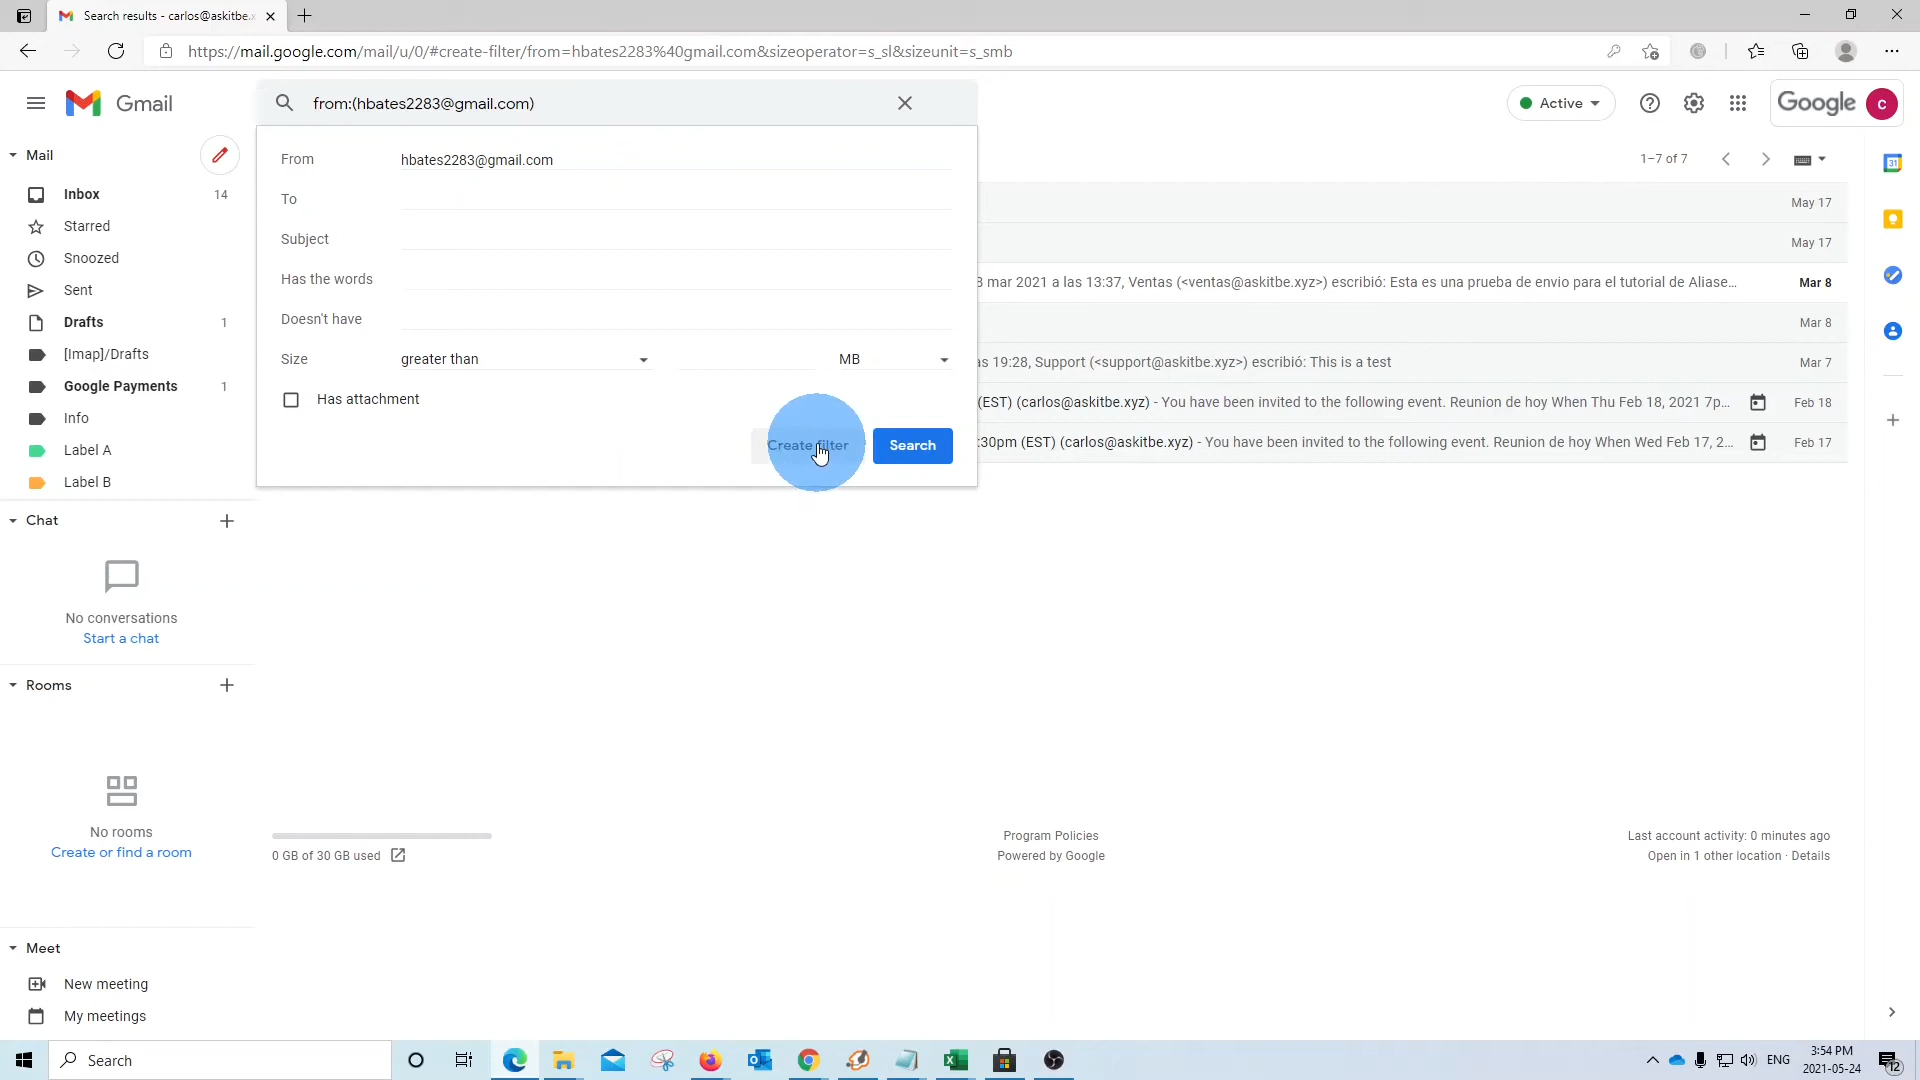 Search results - carlos@askitbe.x
https://mail.google.com/mail/u/0/#create-filter/from=hbates2283%40gmail.com&sizeoperator=s_sl&sizeunit=s_smb
Gmail
from:(hbates2283@gmail.com)
Active
Google
C
Mail
Inbox 14
Starred
Snoozed
Sent
Drafts 1
[Imap]/Drafts
Google Payments 1
Info
Label A
Label B
Chat
No conversations
Start a chat
Rooms
No rooms
Create or find a room
Meet
New meeting
My meetings
From hbates2283@gmail.com
To
Subject
Has the words
Doesn't have
Size greater than MB
Has attachment
Create filter Search
1–7 of 7
May 17
May 17
mar 2021 a las 13:37, Ventas (<ventas@askitbe.xyz>) escribió: Esta es una prueba de envio para el tutorial de Aliase... Mar 8
Mar 8
as 19:28, Support (<support@askitbe.xyz>) escribió: This is a test Mar 7
(EST) (carlos@askitbe.xyz) - You have been invited to the following event. Reunion de hoy When Thu Feb 18, 2021 7p... Feb 18
:30pm (EST) (carlos@askitbe.xyz) - You have been invited to the following event. Reunion de hoy When Wed Feb 17, 2... Feb 17
31
0 GB of 30 GB used
Program Policies
Powered by Google
Last account activity: 0 minutes ago
Open in 1 other location · Details
Search
ENG
3:54 PM
2021-05-24
12